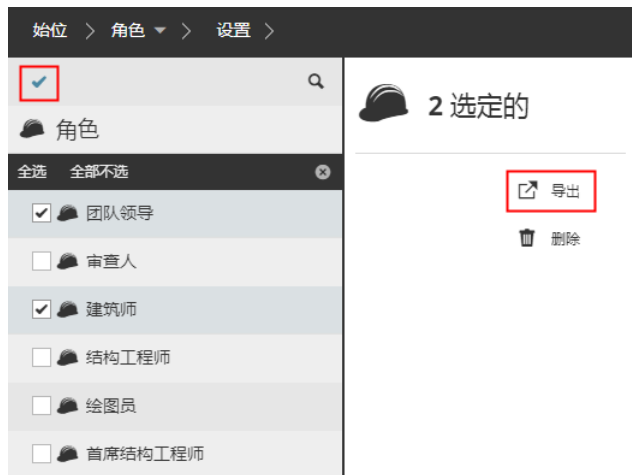 始位 > 角色 > 设置 >
角色
全选 全部不选
团队领导
审查人
建筑师
结构工程师
绘图员
首席结构工程师
2 选定的
导出
删除